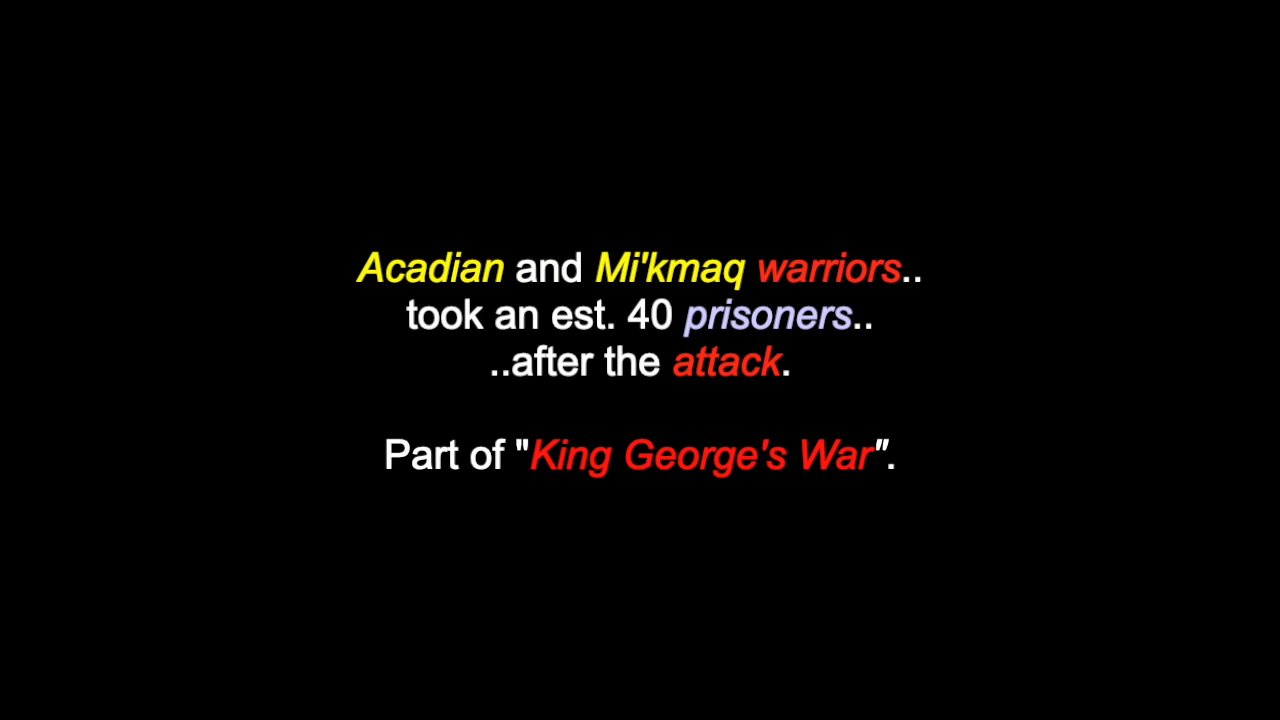 Acadian and Mi'kmaq warriors..
took an est. 40 prisoners..
..after the attack.
Part of "King George's War".